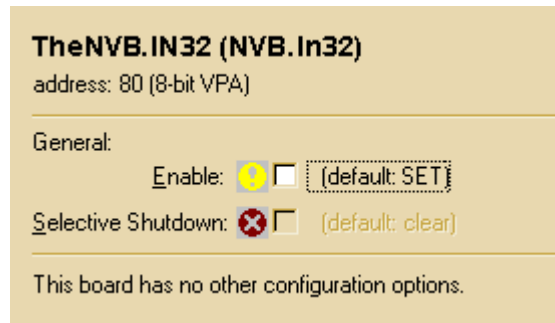 TheNVB.IN32 (NVB.In32)
address: 80 (8-bit VPA)
General:
Enable: (default: SET)
Selective Shutdown: (default: clear)
This board has no other configuration options.